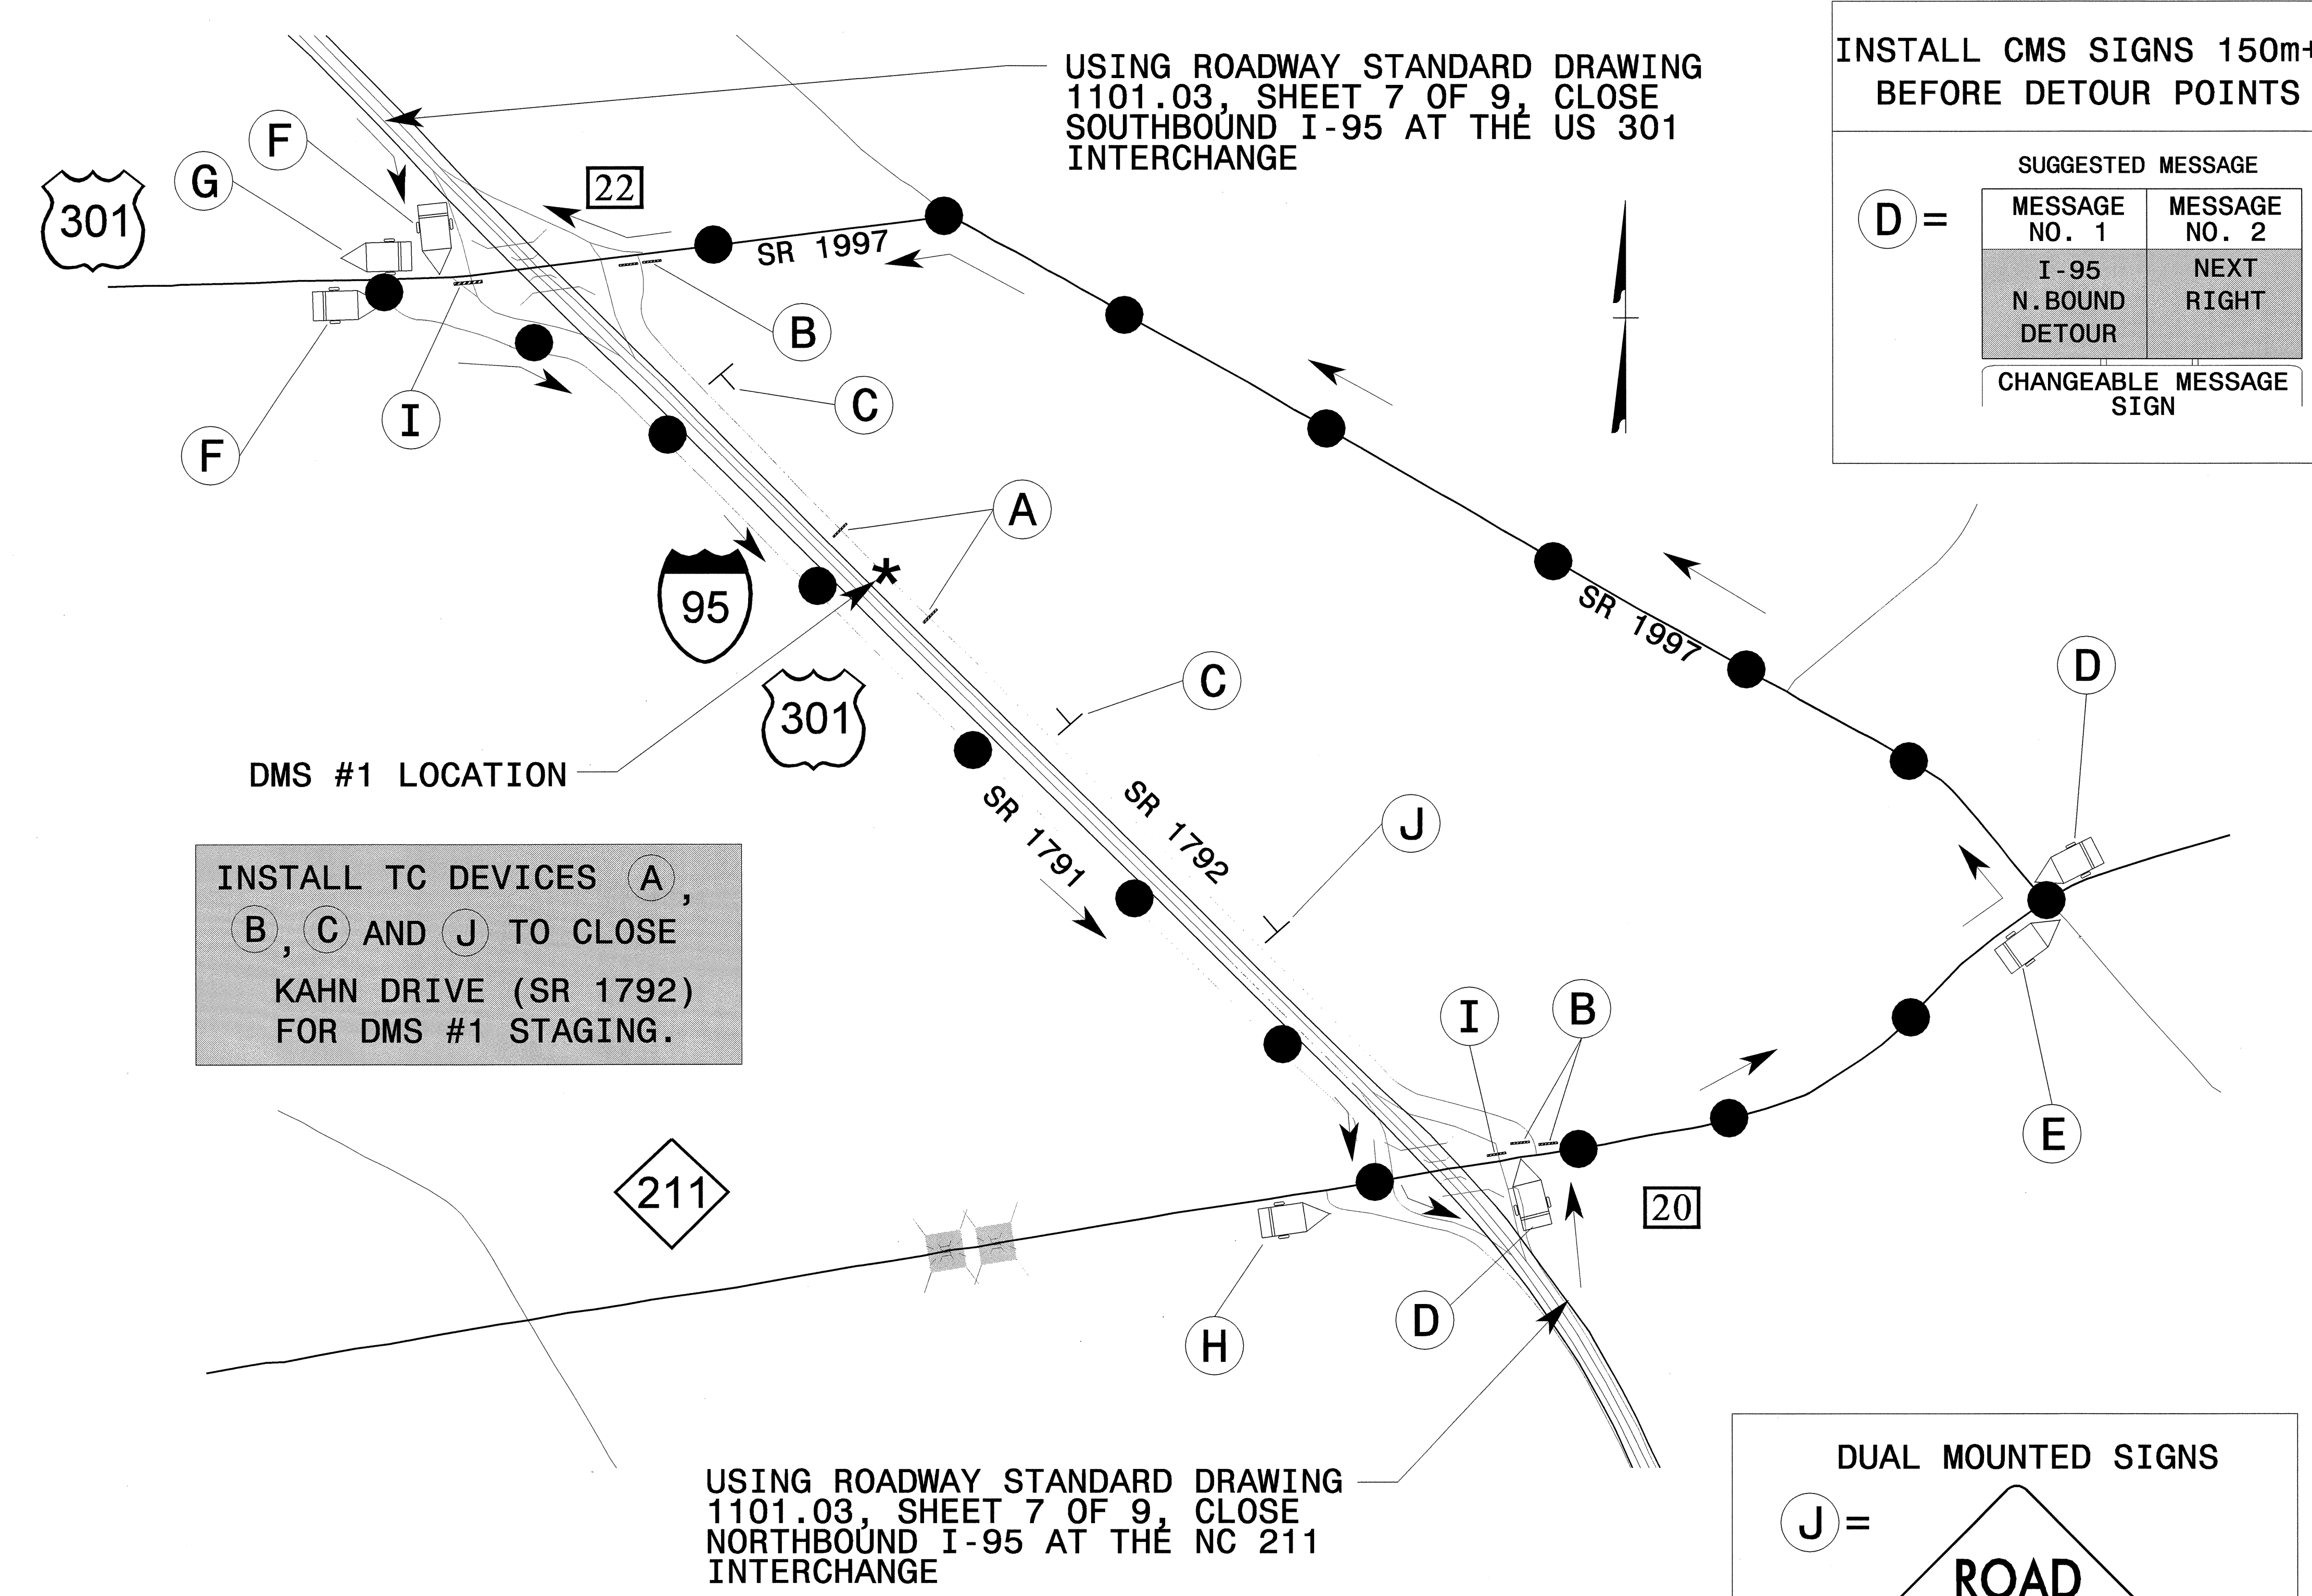 USING ROADWAY STANDARD DRAWING
1101.03, SHEET 7 OF 9, CLOSE
SOUTHBOUND I-95 AT THE US 301
INTERCHANGE
INSTALL CMS SIGNS 150m+
BEFORE DETOUR POINTS
SUGGESTED MESSAGE
D =
MESSAGE NO. 1
MESSAGE NO. 2
I-95
N.BOUND
DETOUR
NEXT
RIGHT
CHANGEABLE MESSAGE
SIGN
F
G
301
22
SR 1997
B
C
I
F
A
*
95
301
SR 1997
C
D
DMS #1 LOCATION
SR 1791
SR 1792
J
INSTALL TC DEVICES A,
B, C AND J TO CLOSE
KAHN DRIVE (SR 1792)
FOR DMS #1 STAGING.
I
B
E
211
20
H
D
USING ROADWAY STANDARD DRAWING
1101.03, SHEET 7 OF 9, CLOSE
NORTHBOUND I-95 AT THE NC 211
INTERCHANGE
DUAL MOUNTED SIGNS
J =
ROAD